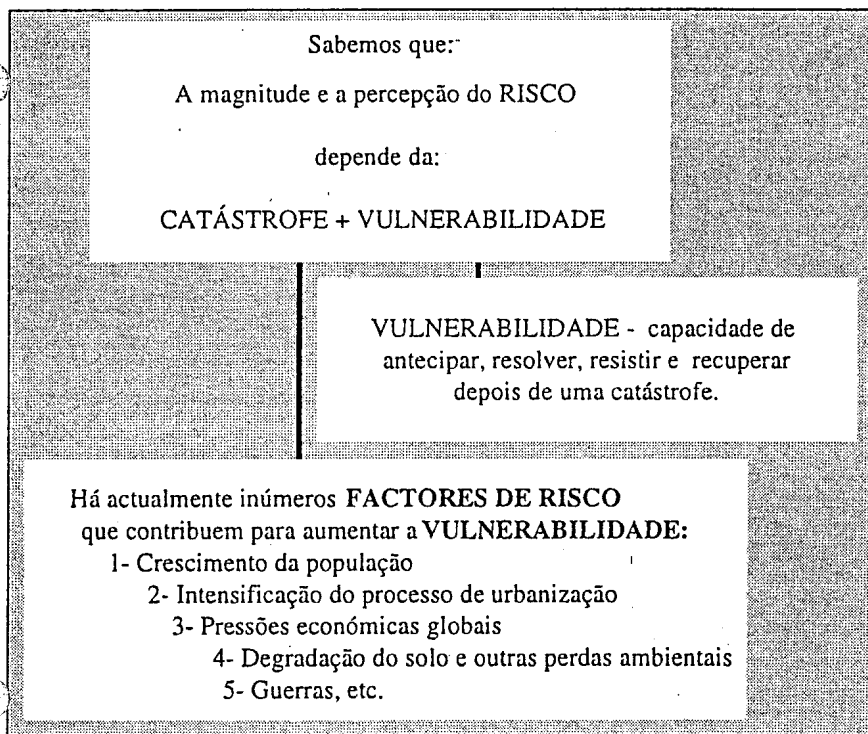 Sabemos que:
A magnitude e a percepção do RISCO
depende da:
CATÁSTROFE + VULNERABILIDADE
VULNERABILIDADE - capacidade de
antecipar, resolver, resistir e recuperar
depois de uma catástrofe.
Há actualmente inúmeros FACTORES DE RISCO
que contribuem para aumentar a VULNERABILIDADE:
1- Crescimento da população
2- Intensificação do processo de urbanização
3- Pressões económicas globais
4- Degradação do solo e outras perdas ambientais
5- Guerras, etc.